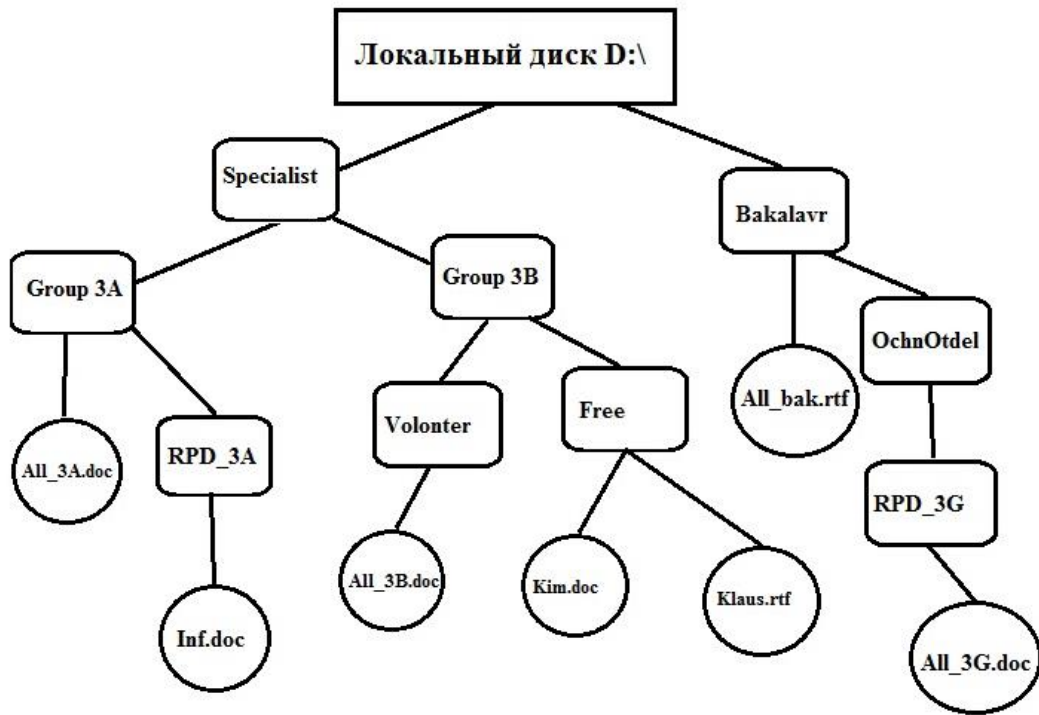 Локальный диск D:\
Specialist
Bakalavr
Group 3A
Group 3B
OchnOtdel
Volonter
Free
All_bak.rtf
All_3A.doc
RPD_3A
RPD_3G
All_3B.doc
Kim.doc
Klaus.rtf
Inf.doc
All_3G.doc